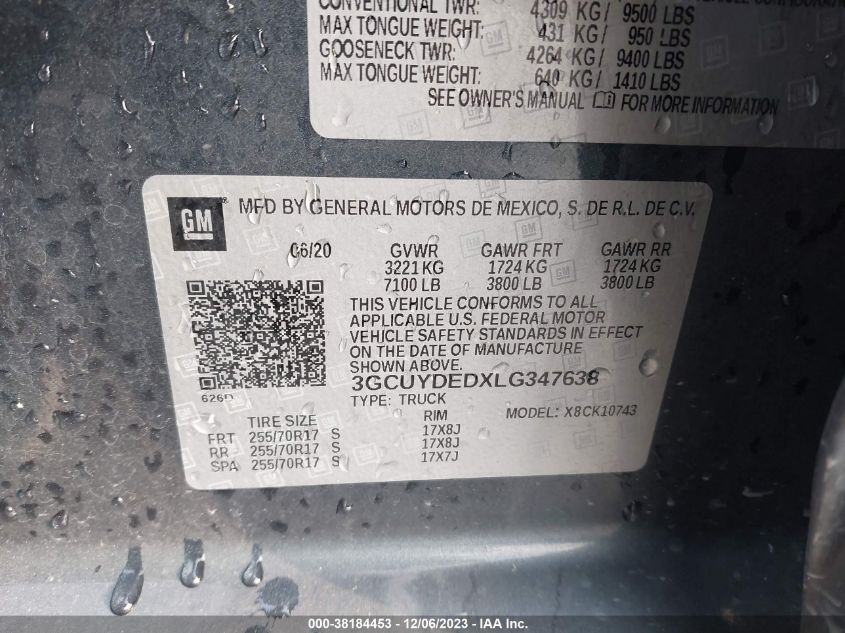 CONVENTIONAL TWR: 4309 KG/ 9500 LBS
MAX TONGUE WEIGHT: 431 KG/ 950 LBS
GOOSENECK TWR: 4264 KG/ 9400 LBS
MAX TONGUE WEIGHT: 640 KG/ 1410 LBS
SEE OWNER'S MANUAL FOR MORE INFORMATION
GM ® MFD BY GENERAL MOTORS DE MEXICO, S. DE R.L. DE C.V.
06/20 GVWR GAWR FRT GAWR RR
3221 KG 1724 KG 1724 KG
7100 LB 3800 LB 3800 LB
THIS VEHICLE CONFORMS TO ALL
APPLICABLE U.S. FEDERAL MOTOR
VEHICLE SAFETY STANDARDS IN EFFECT
ON THE DATE OF MANUFACTURE
SHOWN ABOVE.
3GCUYDEDXLG347638
626D TYPE: TRUCK MODEL: X8CK10743
TIRE SIZE RIM
FRT 255/70R17 S 17X8J
RR 255/70R17 S 17X8J
SPA 255/70R17 S 17X7J
000-38184453 - 12/06/2023 - IAA Inc.